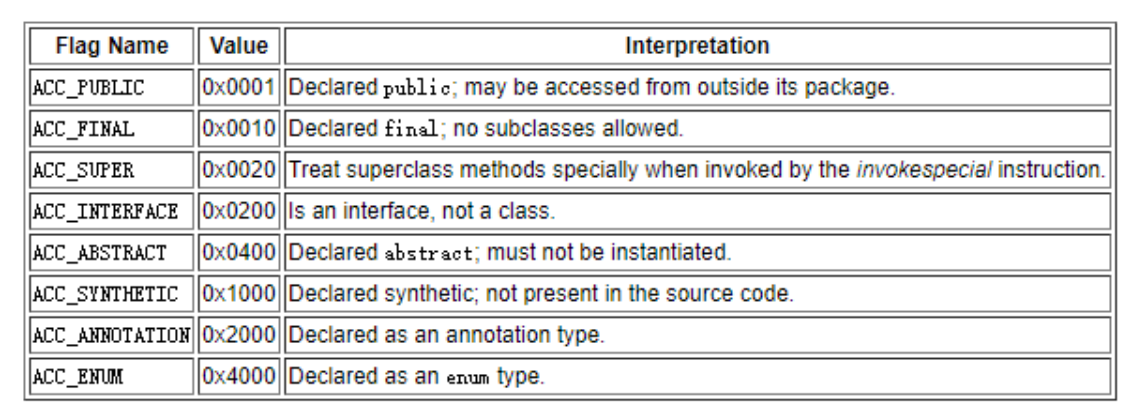 Flag Name Value Interpretation
ACC_PUBLIC 0x0001 Declared public; may be accessed from outside its package.
ACC_FINAL 0x0010 Declared final; no subclasses allowed.
ACC_SUPER 0x0020 Treat superclass methods specially when invoked by the invokespecial instruction.
ACC_INTERFACE 0x0200 Is an interface, not a class.
ACC_ABSTRACT 0x0400 Declared abstract; must not be instantiated.
ACC_SYNTHETIC 0x1000 Declared synthetic; not present in the source code.
ACC_ANNOTATION 0x2000 Declared as an annotation type.
ACC_ENUM 0x4000 Declared as an enum type.